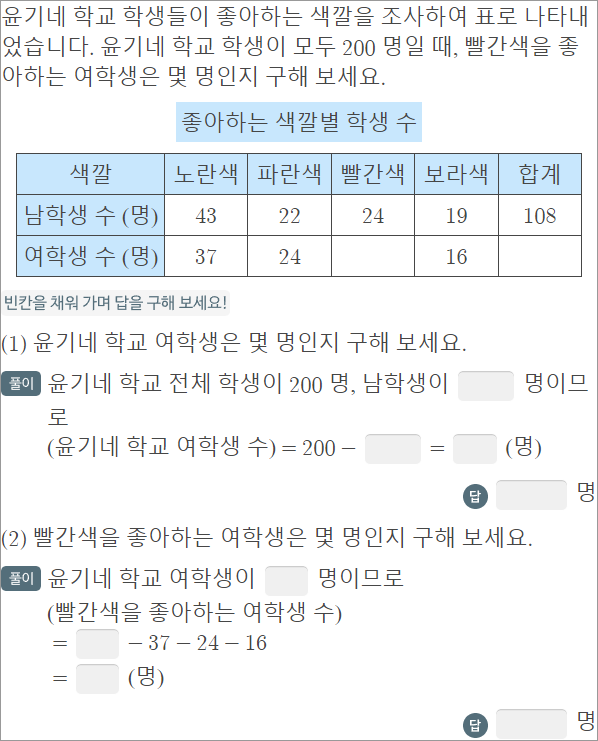 윤기네 학교 학생들이 좋아하는 색깔을 조사하여 표로 나타내
었습니다. 윤기네 학교 학생이 모두 200 명일 때, 빨간색을 좋
아하는 여학생은 몇 명인지 구해 보세요.
좋아하는 색깔별 학생 수
색깔 노란색 파란색 빨간색 보라색 합계
남학생 수 (명) 43 22 24 19 108
여학생 수 (명) 37 24 16
빈칸을 채워 가며 답을 구해 보세요!
(1) 윤기네 학교 여학생은 몇 명인지 구해 보세요.
풀이 윤기네 학교 전체 학생이 200 명, 남학생이 명이므
로
(윤기네 학교 여학생 수) = 200 − = (명)
답 명
(2) 빨간색을 좋아하는 여학생은 몇 명인지 구해 보세요.
풀이 윤기네 학교 여학생이 명이므로
(빨간색을 좋아하는 여학생 수)
= − 37 − 24 − 16
= (명)
답 명